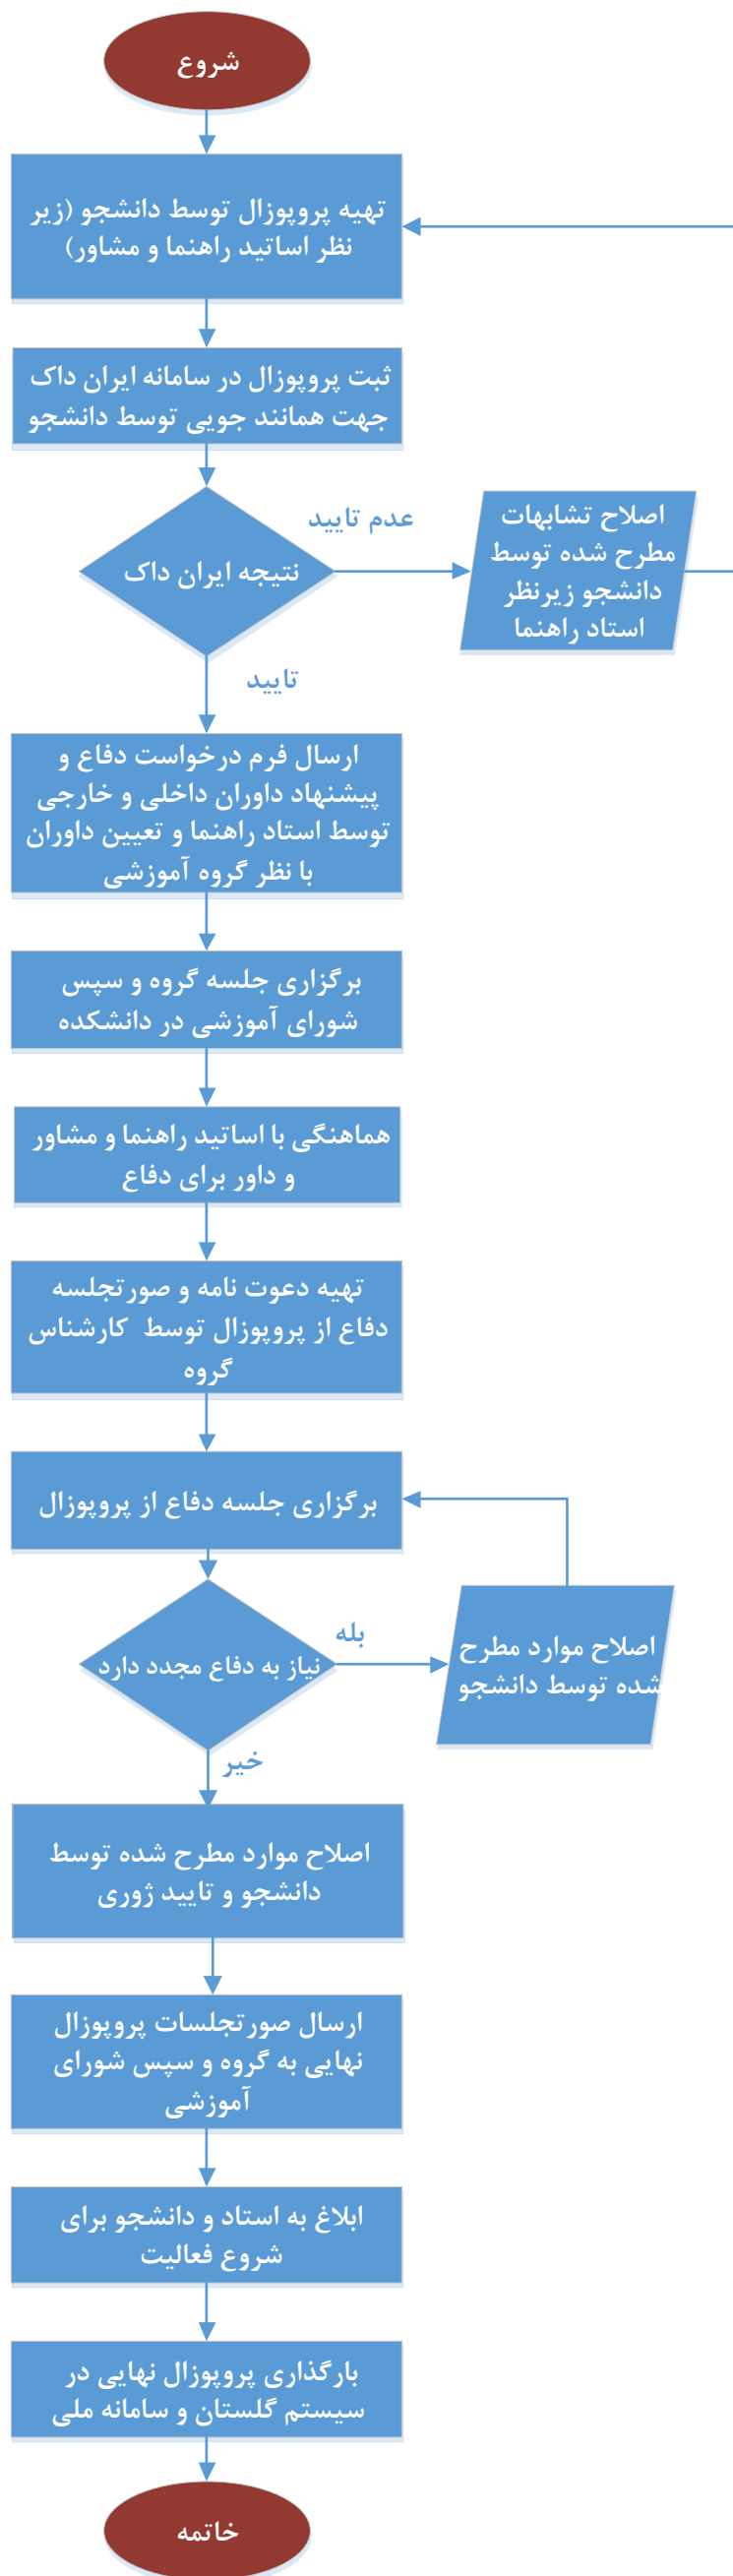 شروع
تهیه پروپوزال توسط دانشجو (زیر
نظر اساتید راهنما و مشاور)
ثبت پروپوزال در سامانه ایران داک
جهت همانند جویی توسط دانشجو
نتیجه ایران داک
عدم تایید
اصلاح تشابهات
مطرح شده توسط
دانشجو زیرنظر
استاد راهنما
تایید
ارسال فرم درخواست دفاع و
پیشنهاد داوران داخلی و خارجی
توسط استاد راهنما و تعیین داوران
با نظر گروه آموزشی
برگزاری جلسه گروه و سپس
شورای آموزشی در دانشکده
هماهنگی با اساتید راهنما و مشاور
و داور برای دفاع
تهیه دعوت نامه و صورتجلسه
دفاع از پروپوزال توسط کارشناس
گروه
برگزاری جلسه دفاع از پروپوزال
نیاز به دفاع مجدد دارد
بله
اصلاح موارد مطرح
شده توسط دانشجو
خیر
اصلاح موارد مطرح شده توسط
دانشجو و تایید ژوری
ارسال صورتجلسات پروپوزال
نهایی به گروه و سپس شورای
آموزشی
ابلاغ به استاد و دانشجو برای
شروع فعالیت
بارگذاری پروپوزال نهایی در
سیستم گلستان و سامانه ملی
خاتمه